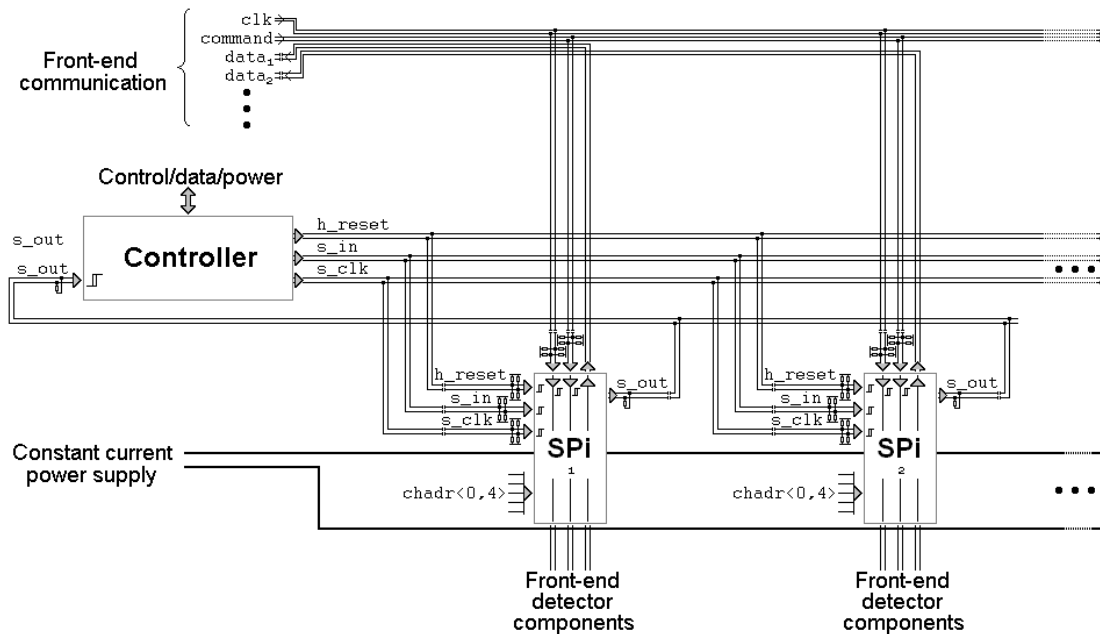 clk
command
data1
data2
Front-end
communication
Control/data/power
Controller
s_out
s_out
h_reset
s_in
s_clk
h_reset
s_in
s_clk
s_out
SPi
1
chadr<0,4>
h_reset
s_in
s_clk
s_out
SPi
2
chadr<0,4>
Constant current
power supply
Front-end
detector
components
Front-end
detector
components